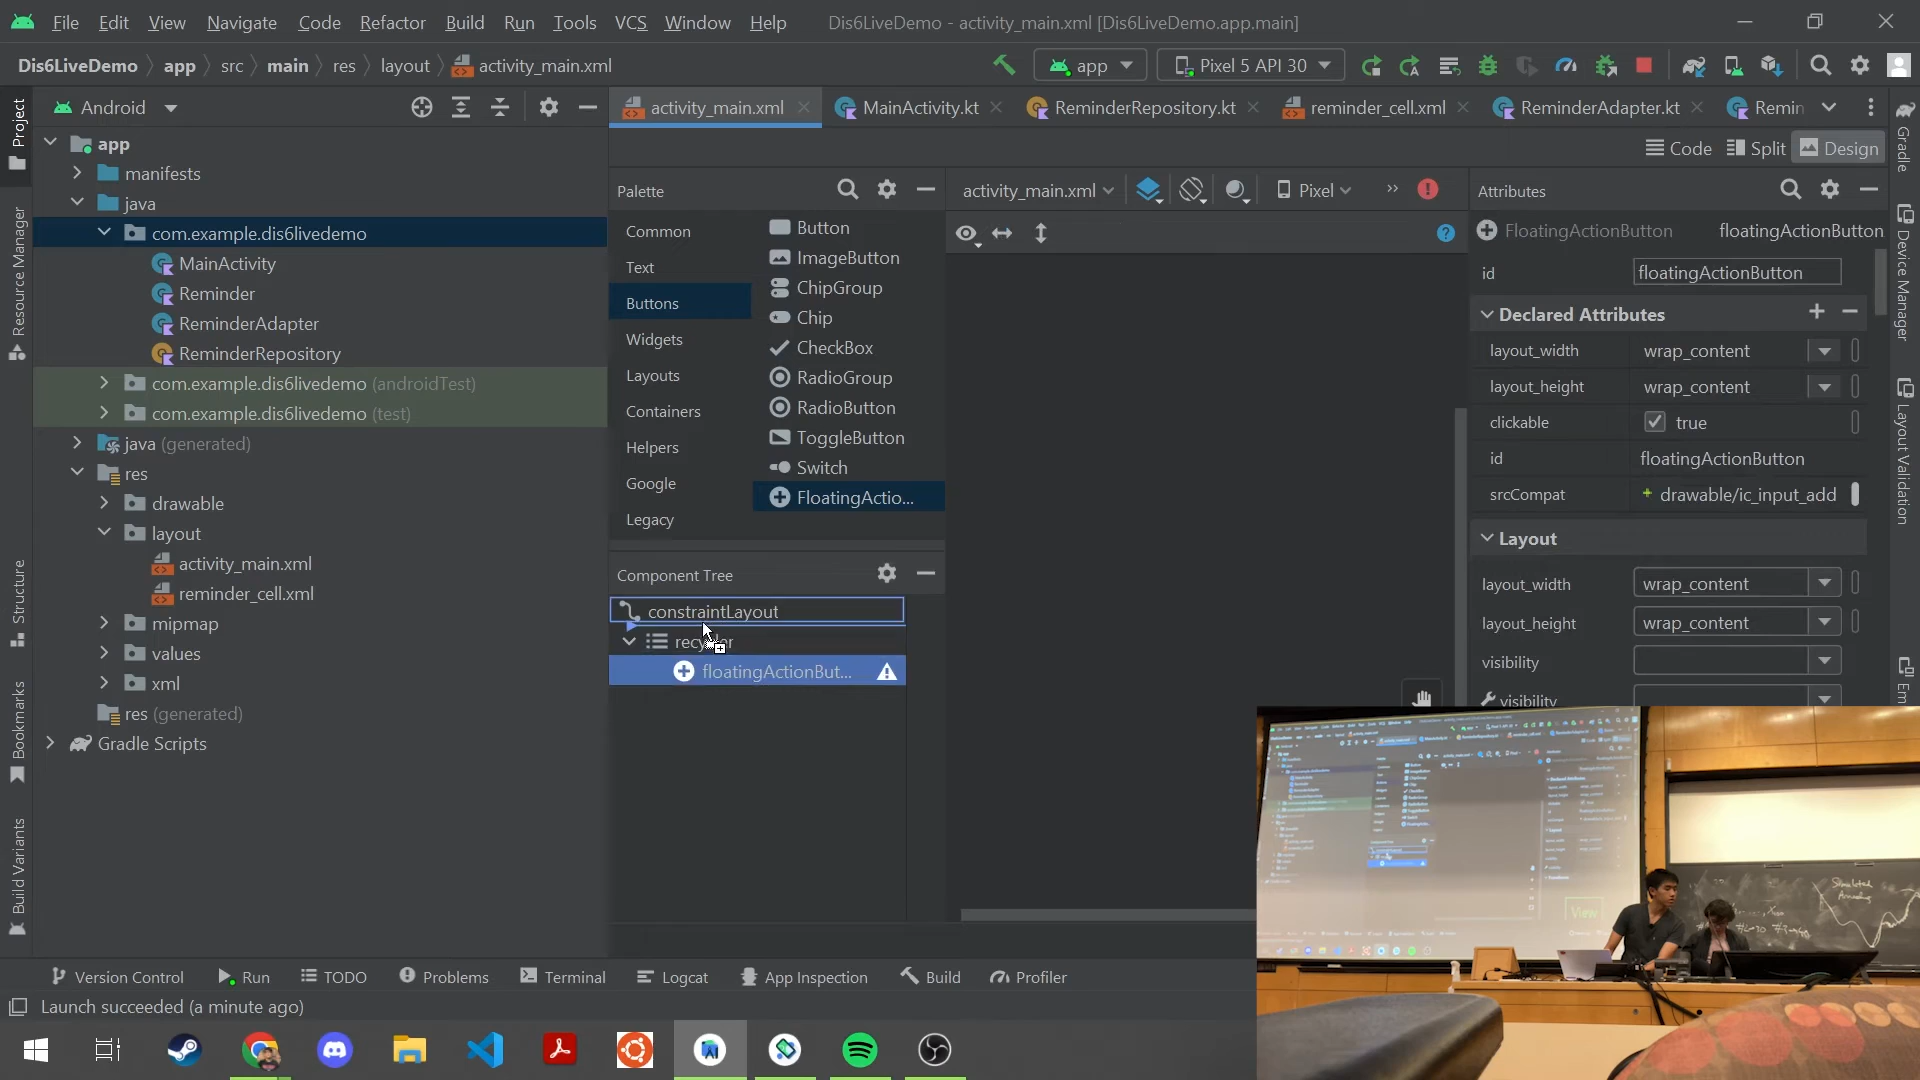 File Edit View Navigate Code Refactor Build Run Tools VCS Window Help Dis6LiveDemo - activity_main.xml [Dis6LiveDemo.app.main]
Dis6LiveDemo app src main res layout activity_main.xml app Pixel 5 API 30
Android
activity_main.xml MainActivity.kt ReminderRepository.kt reminder_cell.xml ReminderAdapter.kt Remin
Code Split Design
Project
Resource Manager
Structure
Bookmarks
Build Variants
app
manifests
java
com.example.dis6livedemo
MainActivity
Reminder
ReminderAdapter
ReminderRepository
com.example.dis6livedemo (androidTest)
com.example.dis6livedemo (test)
java (generated)
res
drawable
layout
activity_main.xml
reminder_cell.xml
mipmap
values
xml
res (generated)
Gradle Scripts
Palette
Common
Text
Buttons
Widgets
Layouts
Containers
Helpers
Google
Legacy
Button
ImageButton
ChipGroup
Chip
CheckBox
RadioGroup
RadioButton
ToggleButton
Switch
FloatingActio...
Component Tree
constraintLayout
floatingActionBut...
activity_main.xml Pixel
Attributes
FloatingActionButton floatingActionButton
id floatingActionButton
Declared Attributes
layout_width wrap_content
layout_height wrap_content
clickable true
id floatingActionButton
srcCompat drawable/ic_input_add
Layout
layout_width wrap_content
layout_height wrap_content
visibility
visibility
Gradle
Device Manager
Layout Validation
Em
View
Simulated
Version Control Run TODO Problems Terminal Logcat App Inspection Build Profiler
Launch succeeded (a minute ago)